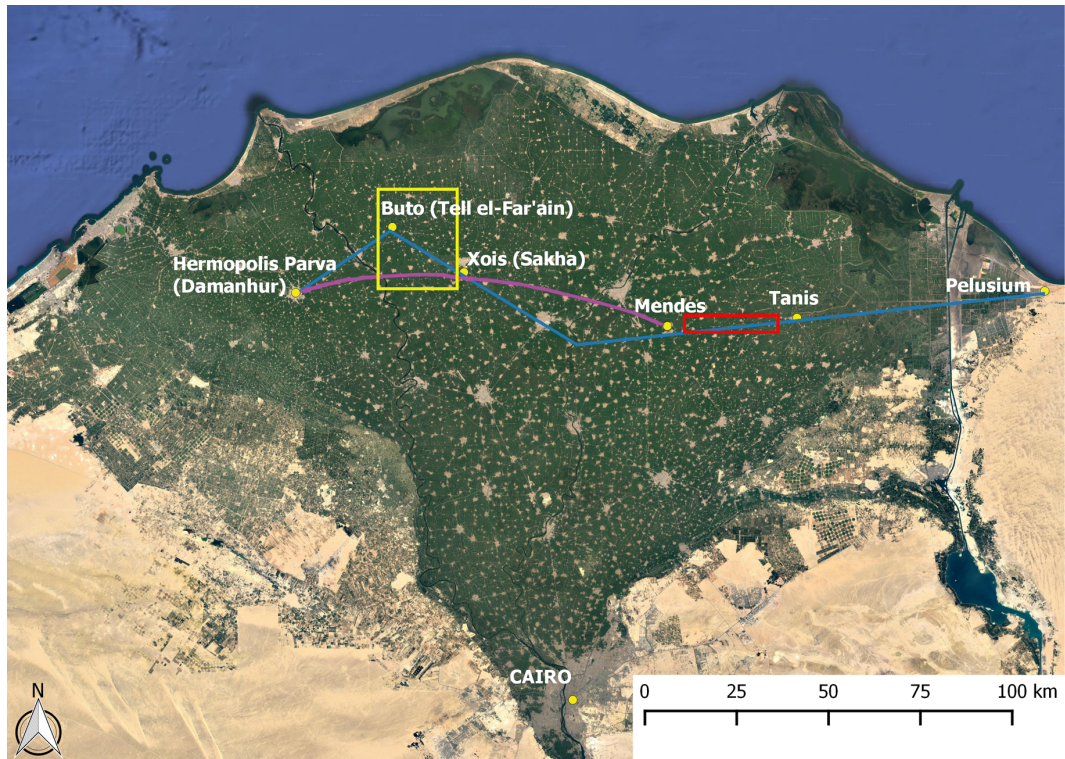 Buto (Tell el-Far'ain)
Hermopolis Parva
(Damanhur)
Xois (Sakha)
Mendes
Tanis
Pelusium
CAIRO
N
0 25 50 75 100 km